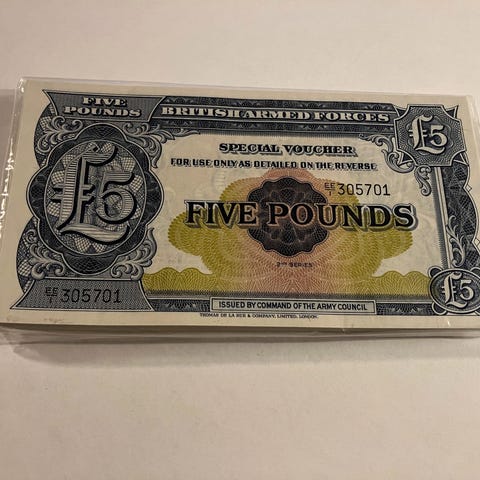 FIVE POUNDS
BRITISH ARMED FORCES
£5
SPECIAL VOUCHER
FOR USE ONLY AS DETAILED ON THE REVERSE
EE/1 305701
£5
FIVE POUNDS
2ND SERIES
EE/1 305701
£5
ISSUED BY COMMAND OF THE ARMY COUNCIL
THOMAS DE LA RUE & COMPANY, LIMITED, LONDON.